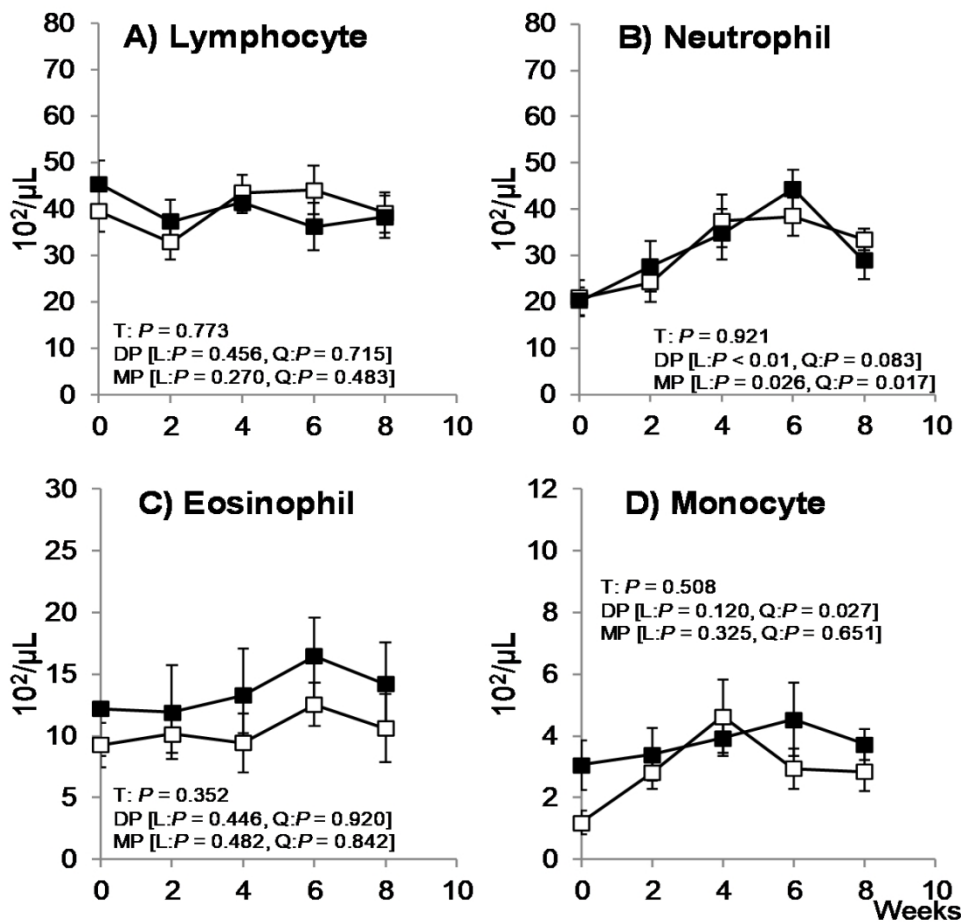 A) Lymphocyte
80
70
60
50
40
30
20
10
0
10²/µL
T: P = 0.773
DP [L:P = 0.456, Q:P = 0.715]
MP [L:P = 0.270, Q:P = 0.483]
0 2 4 6 8 10
B) Neutrophil
80
70
60
50
40
30
20
10
0
10²/µL
T: P = 0.921
DP [L:P < 0.01, Q:P = 0.083]
MP [L:P = 0.026, Q:P = 0.017]
0 2 4 6 8 10
C) Eosinophil
30
25
20
15
10
5
0
10²/µL
T: P = 0.352
DP [L:P = 0.446, Q:P = 0.920]
MP [L:P = 0.482, Q:P = 0.842]
0 2 4 6 8 10
D) Monocyte
12
10
8
6
4
2
0
10²/µL
T: P = 0.508
DP [L:P = 0.120, Q:P = 0.027]
MP [L:P = 0.325, Q:P = 0.651]
0 2 4 6 8 10
Weeks